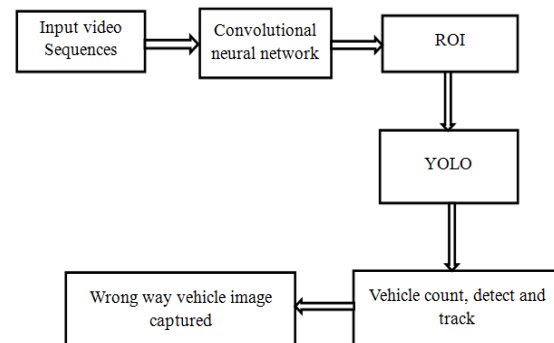 Input video
Sequences
Convolutional
neural network
ROI
YOLO
Vehicle count, detect and
track
Wrong way vehicle image
captured